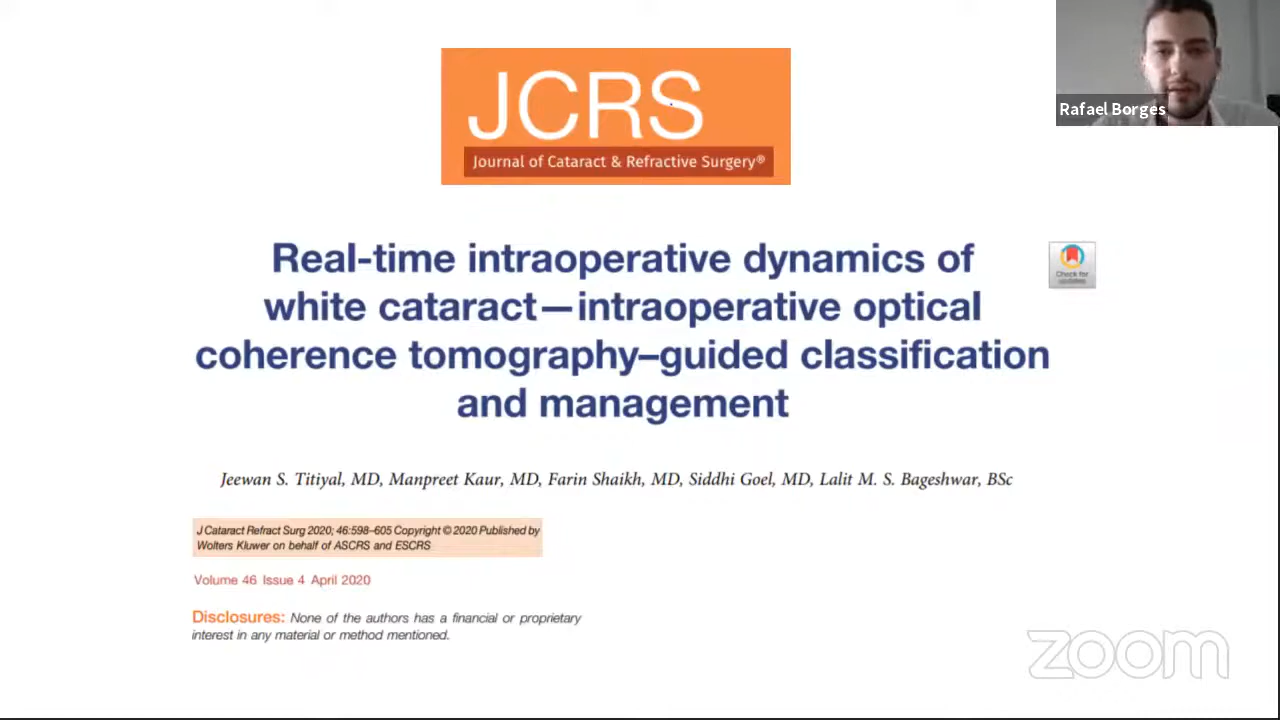 JCRS
Journal of Cataract & Refractive Surgery®
Rafael Borges
Real-time intraoperative dynamics of
white cataract—intraoperative optical
coherence tomography–guided classification
and management
Check for
updates
Jeewan S. Titiyal, MD, Manpreet Kaur, MD, Farin Shaikh, MD, Siddhi Goel, MD, Lalit M. S. Bageshwar, BSc
J Cataract Refract Surg 2020; 46:598–605 Copyright © 2020 Published by
Wolters Kluwer on behalf of ASCRS and ESCRS
Volume 46 Issue 4 April 2020
Disclosures: None of the authors has a financial or proprietary
interest in any material or method mentioned.
zoom